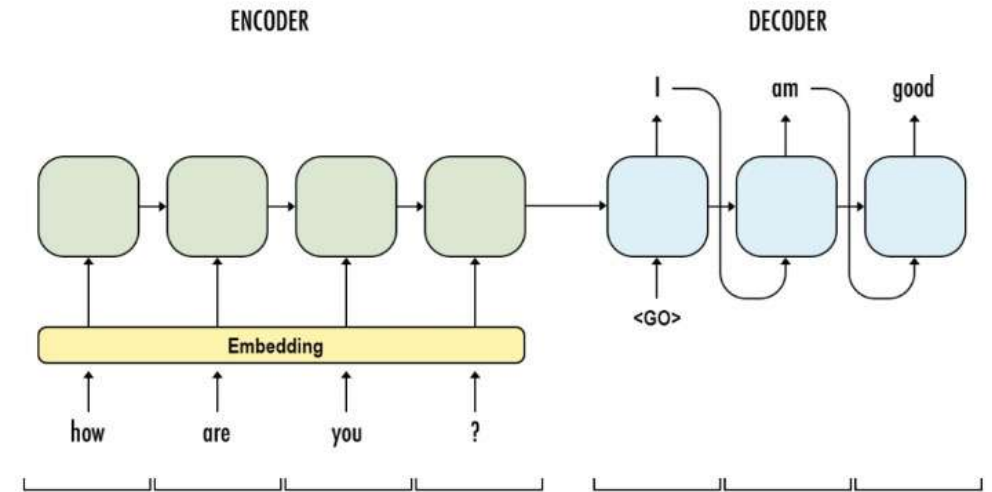 ENCODER DECODER
I am good
<GO>
Embedding
how are you ?